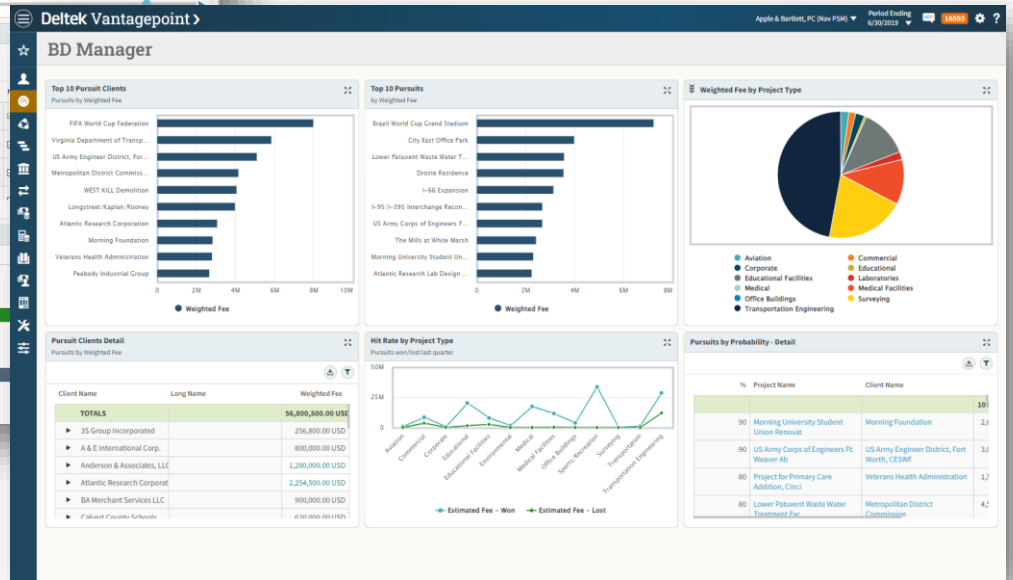 Deltek Vantagepoint
Apple & Bartlett, PC (Nav PSM)
Period Ending
6/30/2019
16593
?
BD Manager
Top 10 Pursuit Clients
Pursuits by Weighted Fee
FIFA World Cup Federation
Virginia Department of Transp...
US Army Engineer District, For...
Metropolitan District Commiss...
WEST KILL Demolition
Longstreet/Kaplan/Rooney
Atlantic Research Corporation
Morning Foundation
Veterans Health Administration
Peabody Industrial Group
0 2M 4M 6M 8M 10M
Weighted Fee
Top 10 Pursuits
by Weighted Fee
Brazil World Cup Grand Stadium
City East Office Park
Lower Patuxent Waste Water T...
Droste Residence
I-66 Expansion
I-95/I-395 Interchange Recon...
US Army Corps of Engineers F...
The Mills at White Marsh
Morning University Student Un...
Atlantic Research Lab Design ...
0 2M 4M 6M 8M
Weighted Fee
Weighted Fee by Project Type
Aviation Commercial
Corporate Educational
Educational Facilities Laboratories
Medical Medical Facilities
Office Buildings Surveying
Transportation Engineering
Pursuit Clients Detail
Pursuits by Weighted Fee
Client Name Long Name Weighted Fee
TOTALS 56,800,500.00 USD
3S Group Incorporated 256,800.00 USD
A & E International Corp. 800,000.00 USD
Anderson & Associates, LLC 1,280,000.00 USD
Atlantic Research Corporat 2,254,500.00 USD
BA Merchant Services LLC 900,000.00 USD
Calvert County Schools 620,000.00 USD
Hit Rate by Project Type
Pursuits won/lost last quarter
50M
25M
0
Aviation
Commercial
Corporate
Educational
Educational Facilities
Environmental
Medical
Medical Facilities
Office Buildings
Sports/Recreation
Surveying
Transportation
Transportation Engineering
Estimated Fee – Won Estimated Fee – Lost
Pursuits by Probability - Detail
% Project Name Client Name
10
90 Morning University Student Morning Foundation
Union Renovat
90 US Army Corps of Engineers Ft. US Army Engineer District, Fort
Weaver Ab Worth, CESWF
80 Project for Primary Care Veterans Health Administration
Addition, Cinci
80 Lower Patuxent Waste Water Metropolitan District
Treatment Fac Commission